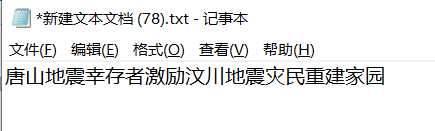 *新建文本文档 (78).txt - 记事本
文件(F) 编辑(E) 格式(O) 查看(V) 帮助(H)
唐山地震幸存者激励汶川地震灾民重建家园